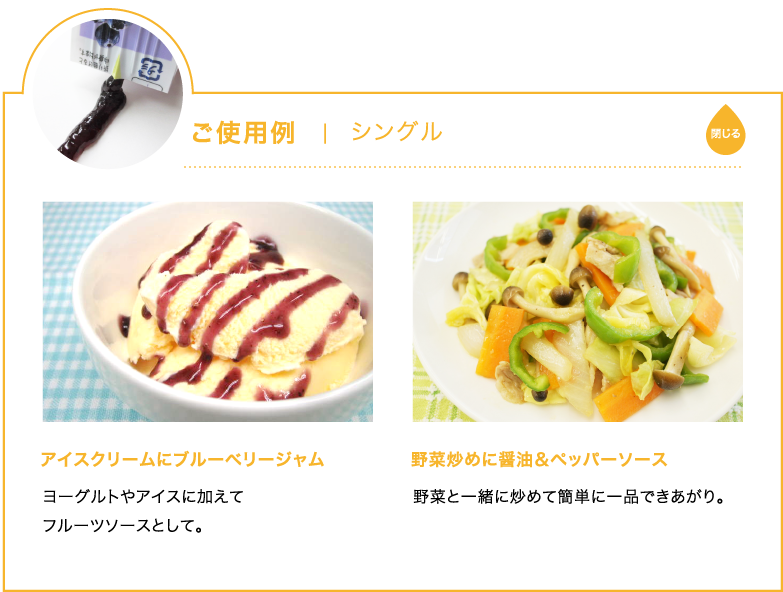 ご使用例 | シングル
閉じる
アイスクリームにブルーベリージャム
ヨーグルトやアイスに加えて
フルーツソースとして。
野菜炒めに醤油&ペッパーソース
野菜と一緒に炒めて簡単に一品できあがり。